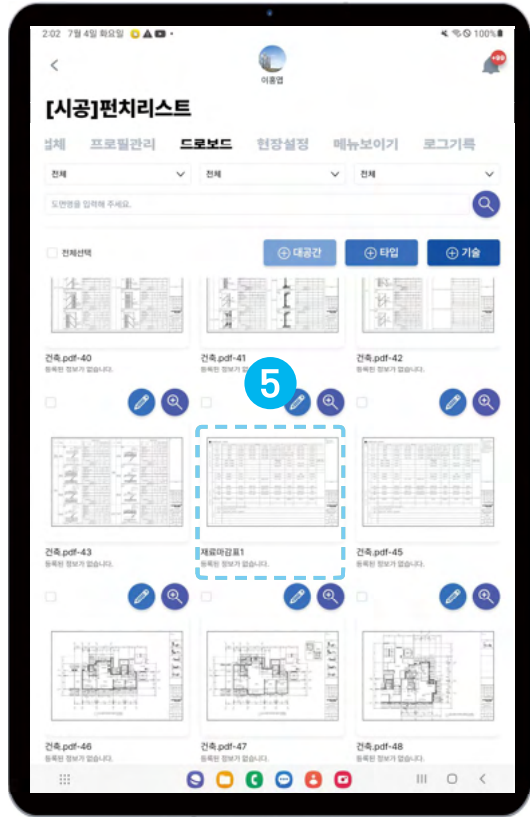 2:02 7월 4일 화요일
100%
+99
이홍엽
[시공]펀치리스트
업체 프로필관리 드로보드 현장설정 메뉴보이기 로그기록
전체 전체 전체
도면명을 입력해 주세요.
전체선택 대공간 타입 기술
건축.pdf-40 건축.pdf-41 건축.pdf-42
등록된 정보가 없습니다. 등록된 정보가 없습니다. 등록된 정보가 없습니다.
5
건축.pdf-43 재료마감표1 건축.pdf-45
등록된 정보가 없습니다. 등록된 정보가 없습니다. 등록된 정보가 없습니다.
건축.pdf-46 건축.pdf-47 건축.pdf-48
등록된 정보가 없습니다. 등록된 정보가 없습니다. 등록된 정보가 없습니다.